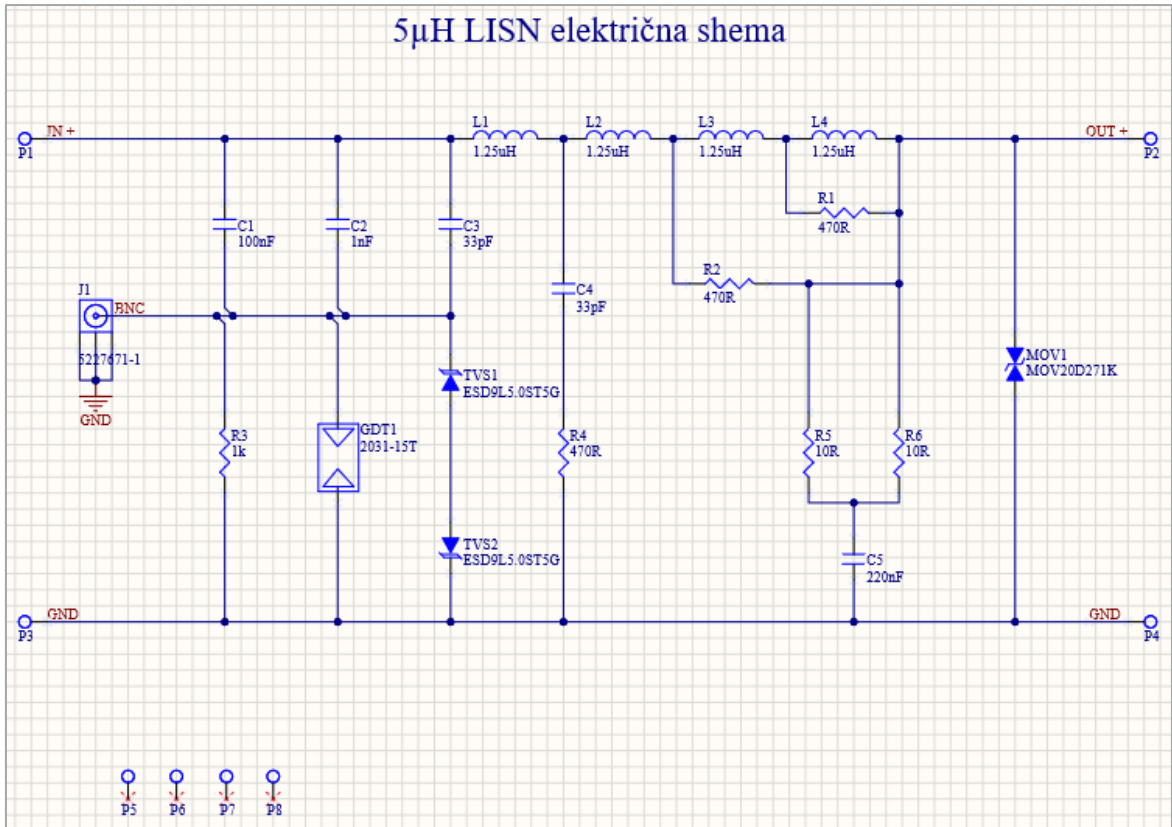 5µH LISN električna shema
IN +
P1
L1
1.25uH
L2
1.25uH
L3
1.25uH
L4
1.25uH
OUT +
P2
R1
470R
C1
100nF
C2
1nF
C3
33pF
R2
470R
C4
33pF
J1
BNC
5227671-1
GND
MOV1
MOV20D271K
TVS1
ESD9L5.0ST5G
R3
1k
GDT1
2031-15T
R4
470R
R5
10R
R6
10R
TVS2
ESD9L5.0ST5G
C5
220nF
GND
P3
GND
P4
P5
P6
P7
P8